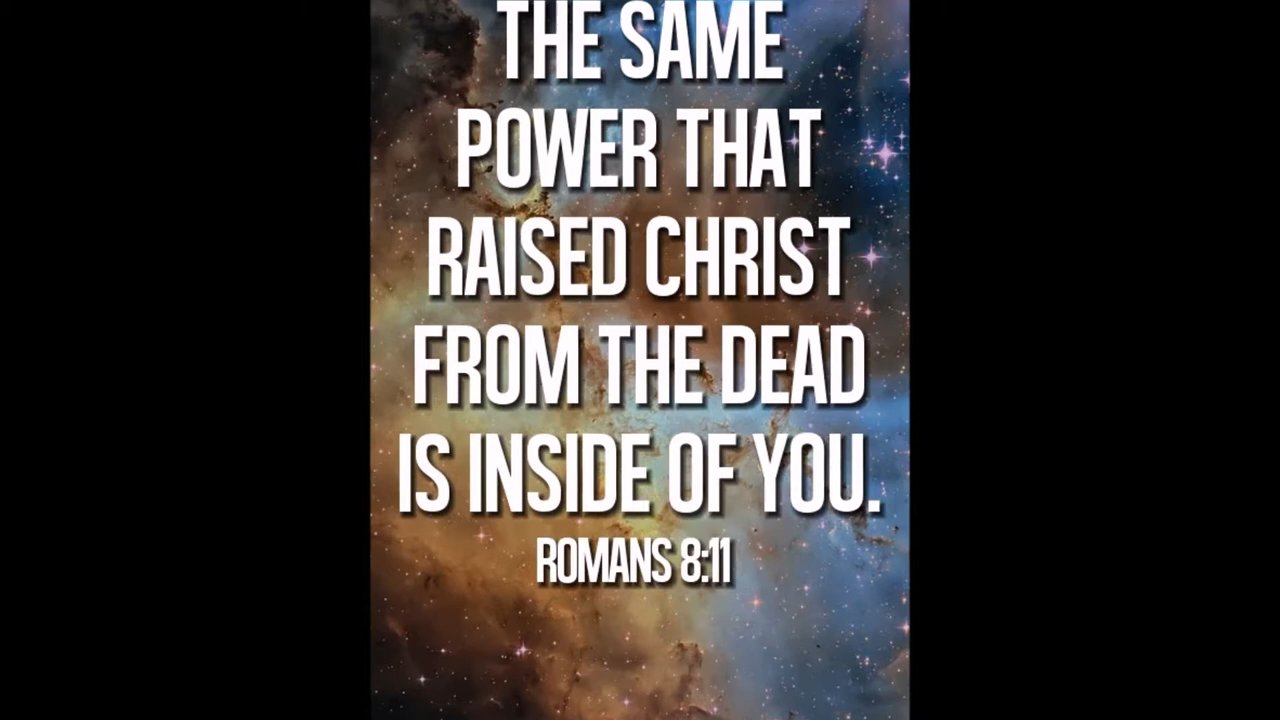 THE SAME
POWER THAT
RAISED CHRIST
FROM THE DEAD
IS INSIDE OF YOU.
ROMANS 8:11